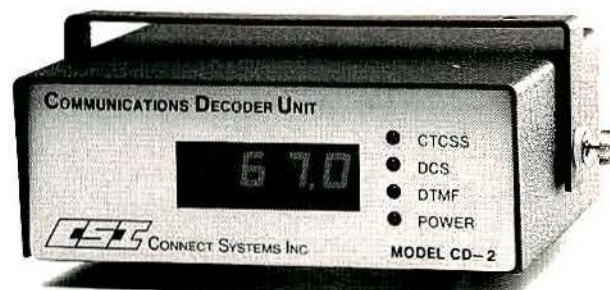 COMMUNICATIONS DECODER UNIT
67.0
CTCSS
DCS
DTMF
POWER
CSI CONNECT SYSTEMS INC
MODEL CD-2